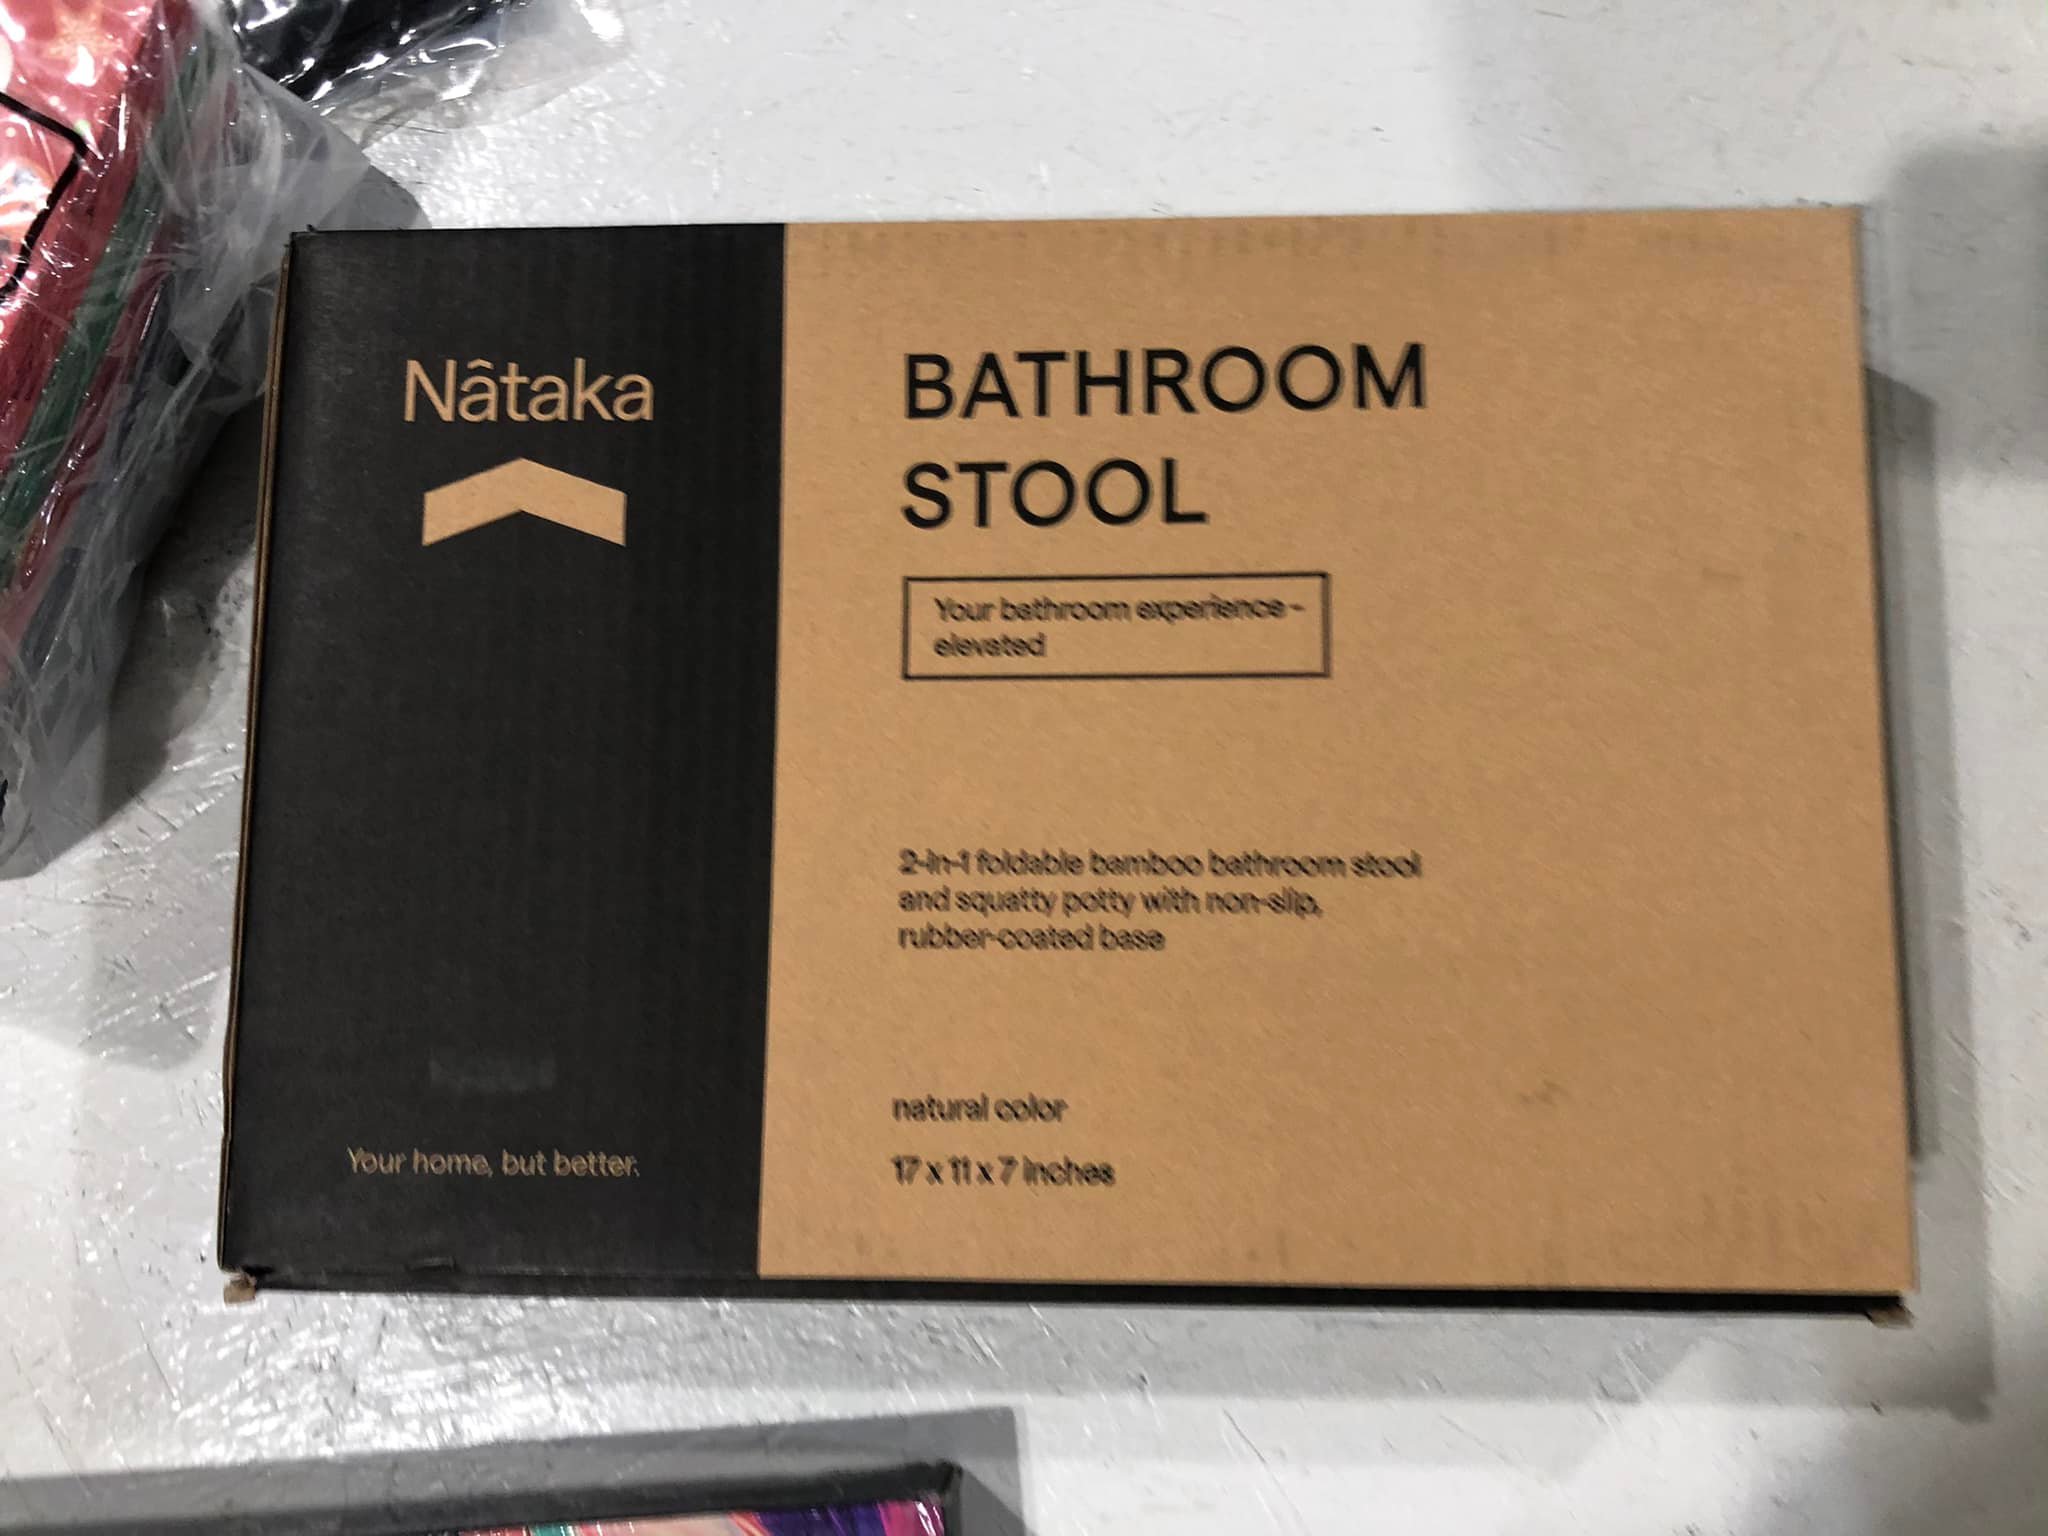 Nâtaka
Your home, but better.
BATHROOM
STOOL
Your bathroom experience -
elevated
2-in-1 foldable bamboo bathroom stool
and squatty potty with non-slip,
rubber-coated base
natural color
17 x 11 x 7 inches